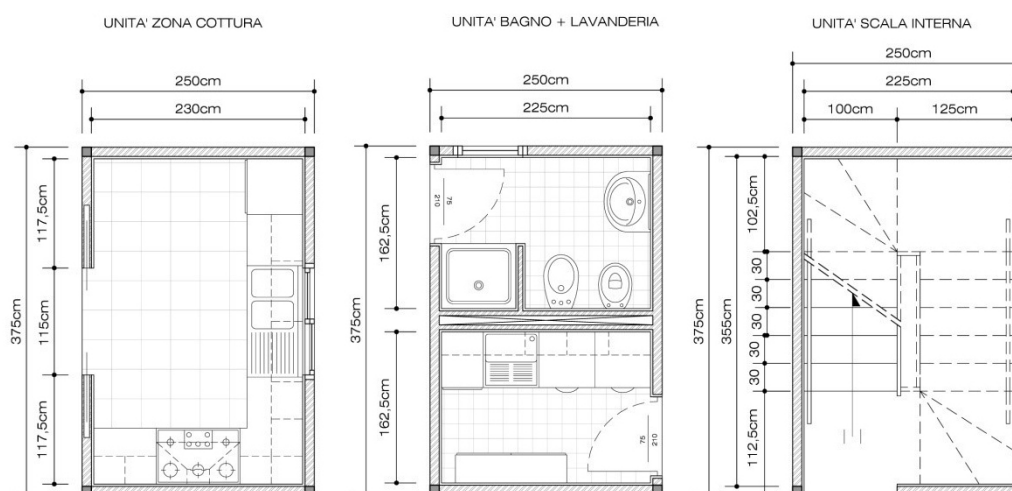 UNITA' ZONA COTTURA
250cm
230cm
375cm
117,5cm
115cm
117,5cm
UNITA' BAGNO + LAVANDERIA
250cm
225cm
375cm
162,5cm
162,5cm
75
210
75
210
UNITA' SCALA INTERNA
250cm
225cm
100cm
125cm
375cm
355cm
102,5cm
30
30
30
30
30
112,5cm